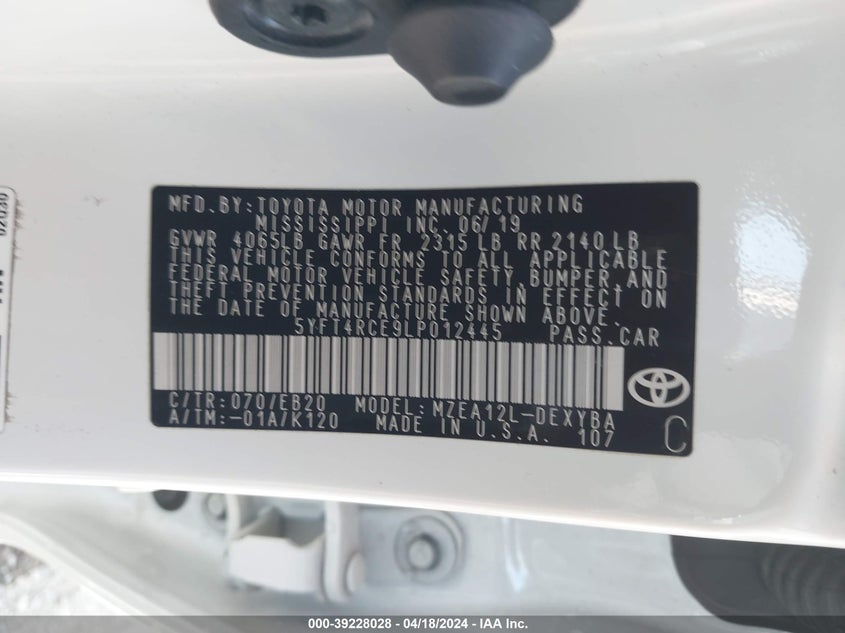 MFD. BY: TOYOTA MOTOR MANUFACTURING
MISSISSIPPI INC. 06/19
GVWR 4065LB GAWR FR 2315 LB RR 2140 LB
THIS VEHICLE CONFORMS TO ALL APPLICABLE
FEDERAL MOTOR VEHICLE SAFETY, BUMPER, AND
THEFT PREVENTION STANDARDS IN EFFECT ON
THE DATE OF MANUFACTURE SHOWN ABOVE.
5YFT4RCE9LP012445 PASS. CAR
C/TR: 070/EB20 MODEL: MZEA12L-DEXYBA
A/TM: -01A/K120 MADE IN U.S.A. 107
C
000-39228028 - 04/18/2024 - IAA Inc.